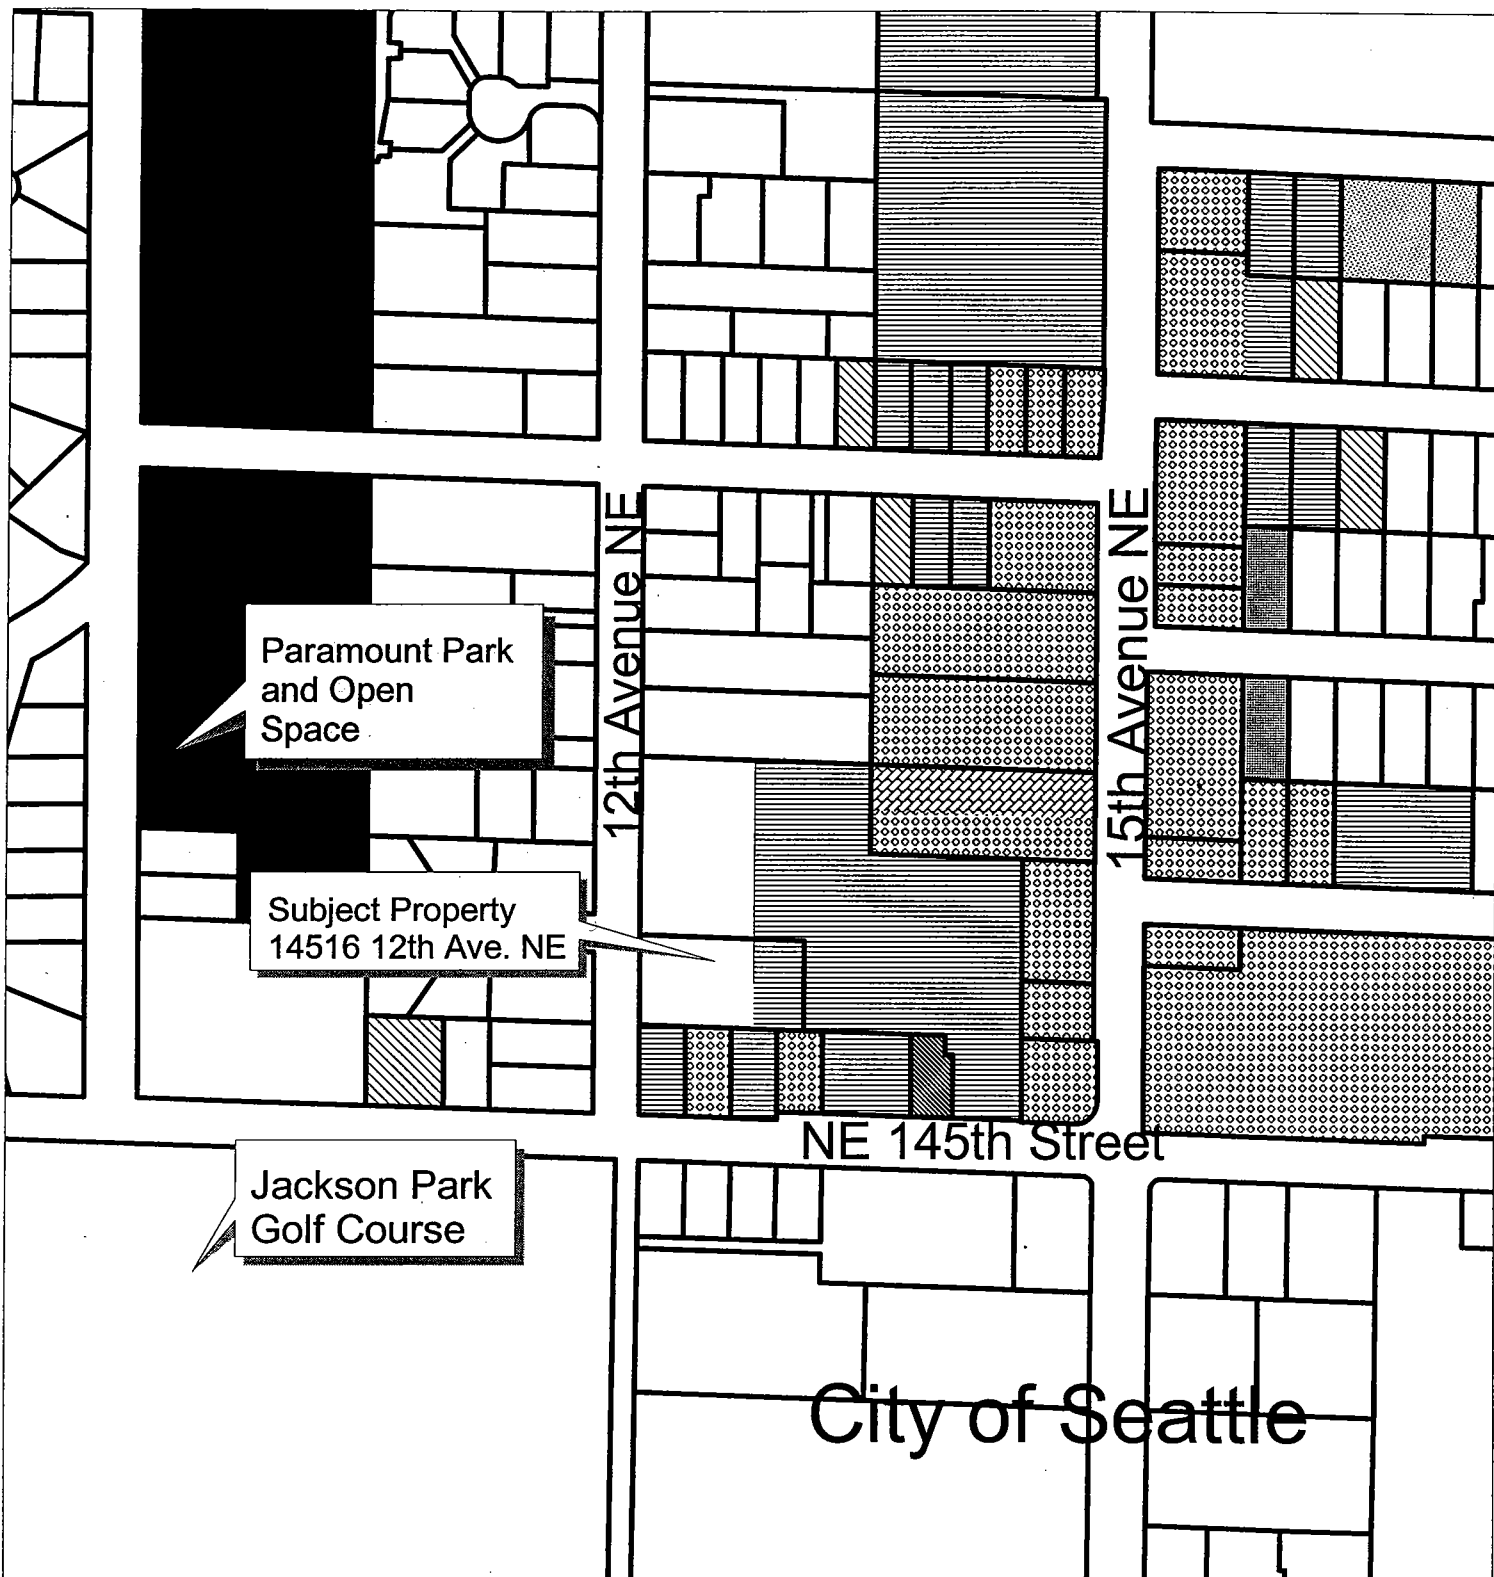 12th Avenue NE
15th Avenue NE
Paramount Park
and Open
Space
Subject Property
14516 12th Ave. NE
NE 145th Street
Jackson Park
Golf Course
City of Seattle